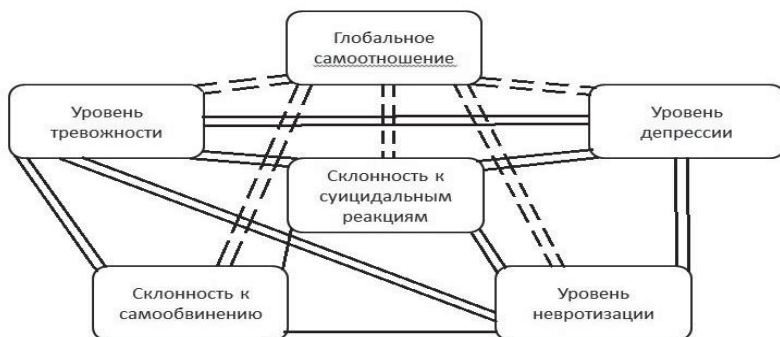 Глобальное
самоотношение
Уровень
тревожности
Уровень
депрессии
Склонность к
суицидальным
реакциям
Склонность к
самообвинению
Уровень
невротизации